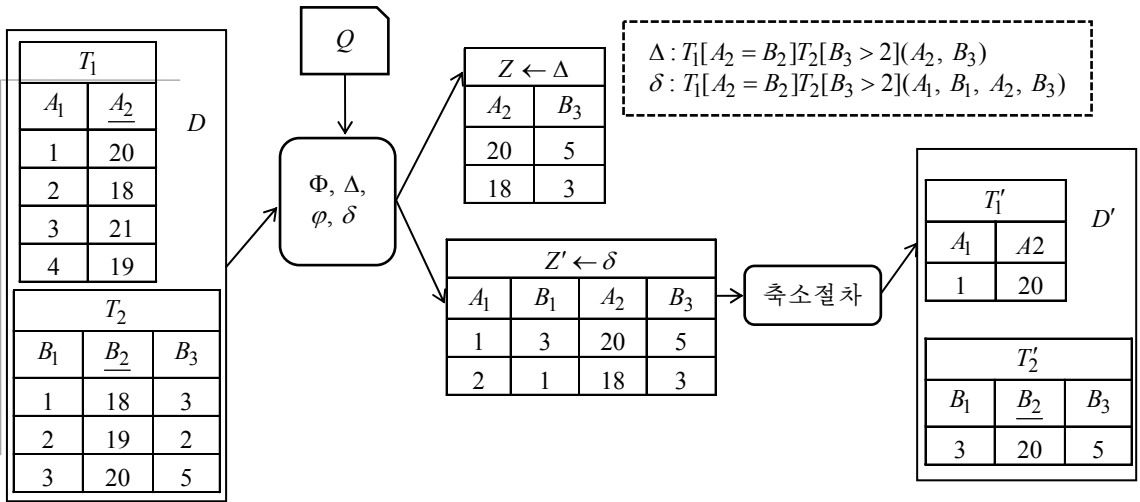 T₁
A₁ A₂
1 20
2 18
3 21
4 19
D
T₂
B₁ B₂ B₃
1 18 3
2 19 2
3 20 5
Q
Φ, Δ,
φ, δ
Z ← Δ
A₂ B₃
20 5
18 3
Z′ ← δ
A₁ B₁ A₂ B₃
1 3 20 5
2 1 18 3
Δ : T₁[A₂ = B₂]T₂[B₃ > 2](A₂, B₃)
δ : T₁[A₂ = B₂]T₂[B₃ > 2](A₁, B₁, A₂, B₃)
축소절차
T₁′
A₁ A2
1 20
D′
T₂′
B₁ B₂ B₃
3 20 5